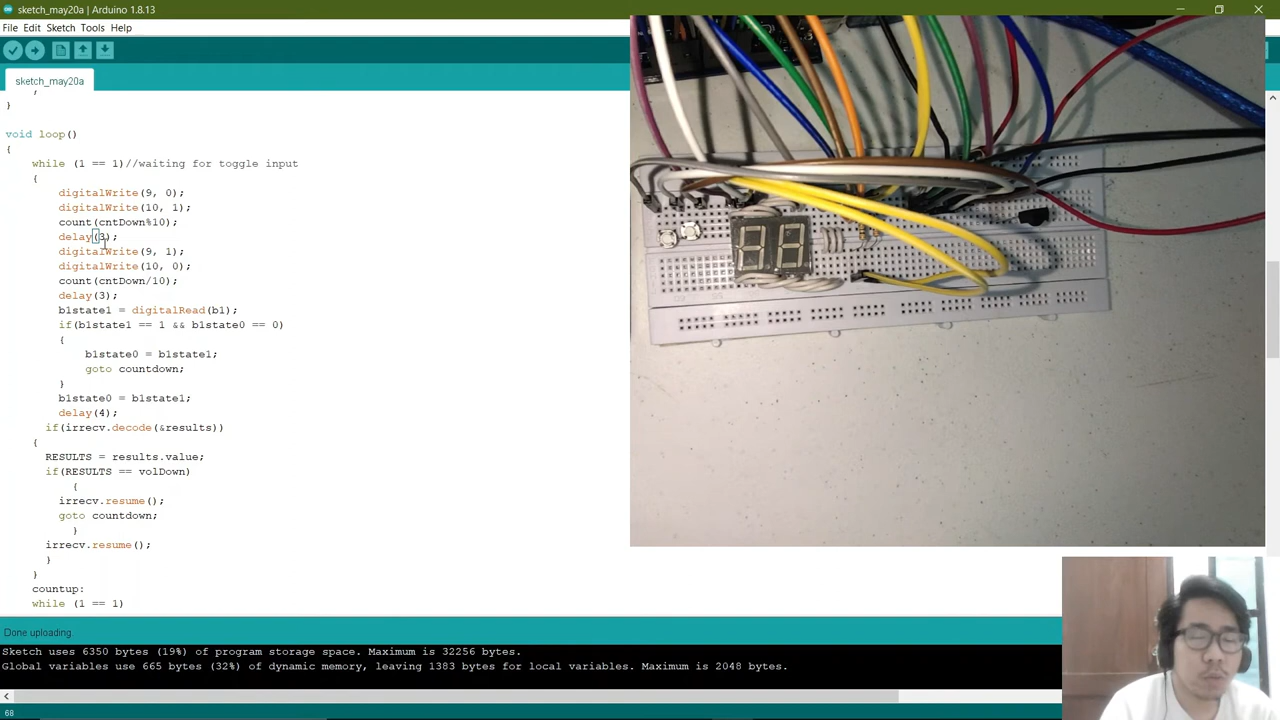 sketch_may20a | Arduino 1.8.13
File Edit Sketch Tools Help
sketch_may20a
}
void loop()
{
while (1 == 1)//waiting for toggle input
{
digitalWrite(9, 0);
digitalWrite(10, 1);
count(cntDown%10);
delay(3);
digitalWrite(9, 1);
digitalWrite(10, 0);
count(cntDown/10);
delay(3);
b1state1 = digitalRead(b1);
if(b1state1 == 1 && b1state0 == 0)
{
b1state0 = b1state1;
goto countdown;
}
b1state0 = b1state1;
delay(4);
if(irrecv.decode(&results))
{
RESULTS = results.value;
if(RESULTS == volDown)
{
irrecv.resume();
goto countdown;
}
irrecv.resume();
}
}
countup:
while (1 == 1)
Done uploading.
Sketch uses 6350 bytes (19%) of program storage space. Maximum is 32256 bytes.
Global variables use 665 bytes (32%) of dynamic memory, leaving 1383 bytes for local variables. Maximum is 2048 bytes.
68